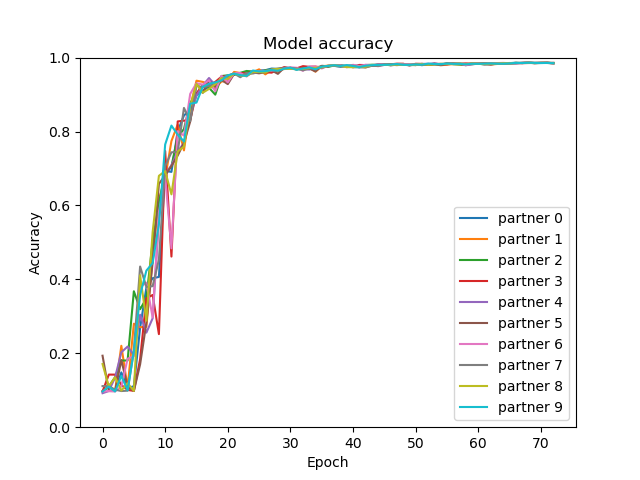 Model accuracy
1.0
0.8
0.6
0.4
0.2
0.0
Accuracy
partner 0
partner 1
partner 2
partner 3
partner 4
partner 5
partner 6
partner 7
partner 8
partner 9
0 10 20 30 40 50 60 70
Epoch